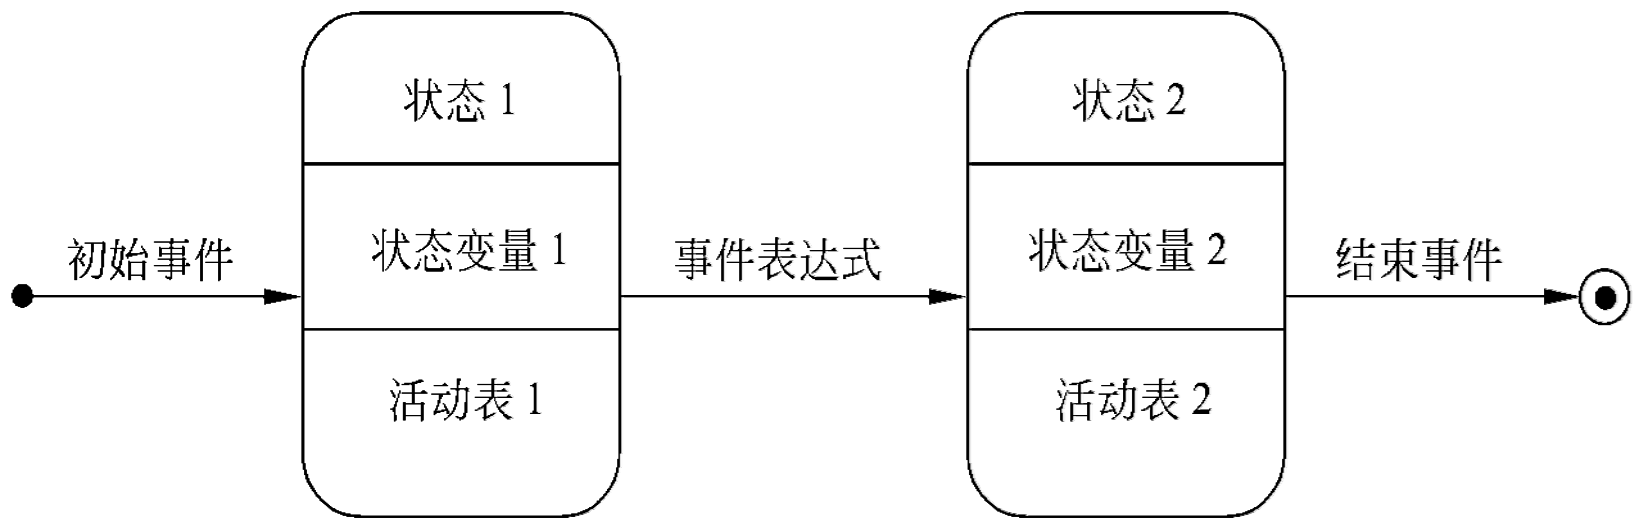 状态 1
状态 2
初始事件
状态变量 1
事件表达式
状态变量 2
结束事件
活动表 1
活动表 2